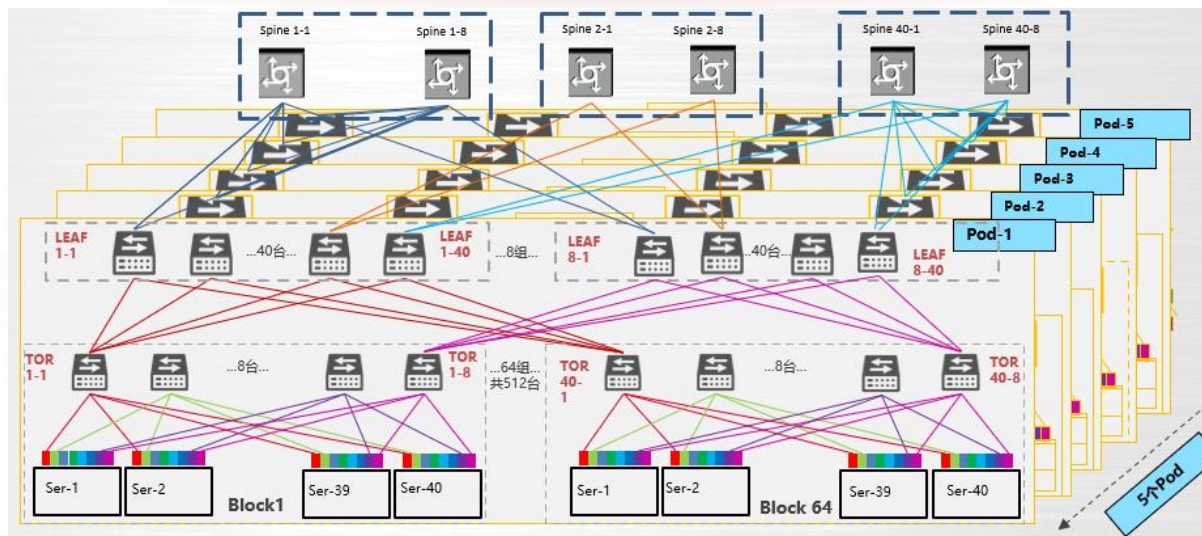 Spine 1-1
Spine 1-8
Spine 2-1
Spine 2-8
Spine 40-1
Spine 40-8
Pod-5
Pod-4
Pod-3
Pod-2
Pod-1
LEAF
1-1
...40台...
LEAF
1-40
...8组...
LEAF
8-1
...40台...
LEAF
8-40
TOR
1-1
...8台...
TOR
1-8
...64组...
共512台
TOR
40-
1
...8台...
TOR
40-8
Ser-1
Ser-2
Ser-39
Ser-40
Block1
Ser-1
Ser-2
Ser-39
Ser-40
Block 64
5个Pod